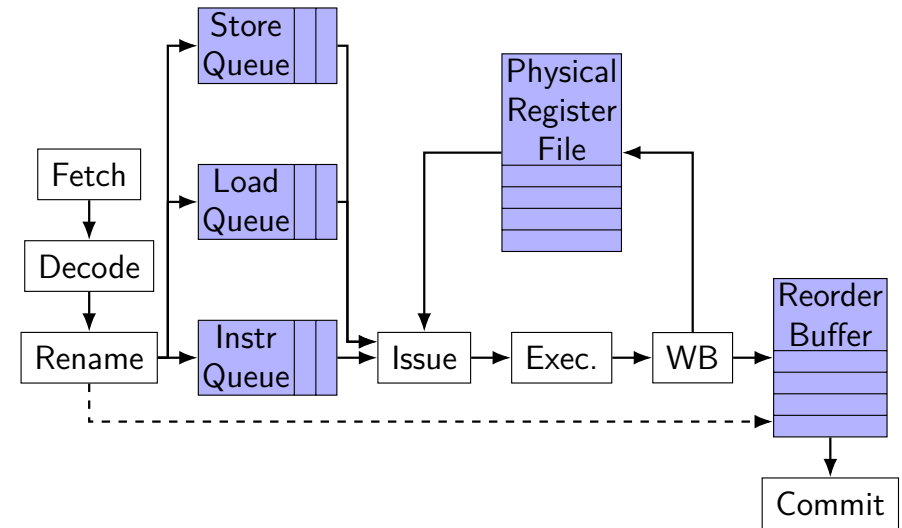 Store
Queue
Physical
Register
File
Fetch
Load
Queue
Decode
Reorder
Buffer
Rename
Instr
Queue
Issue
Exec.
WB
Commit